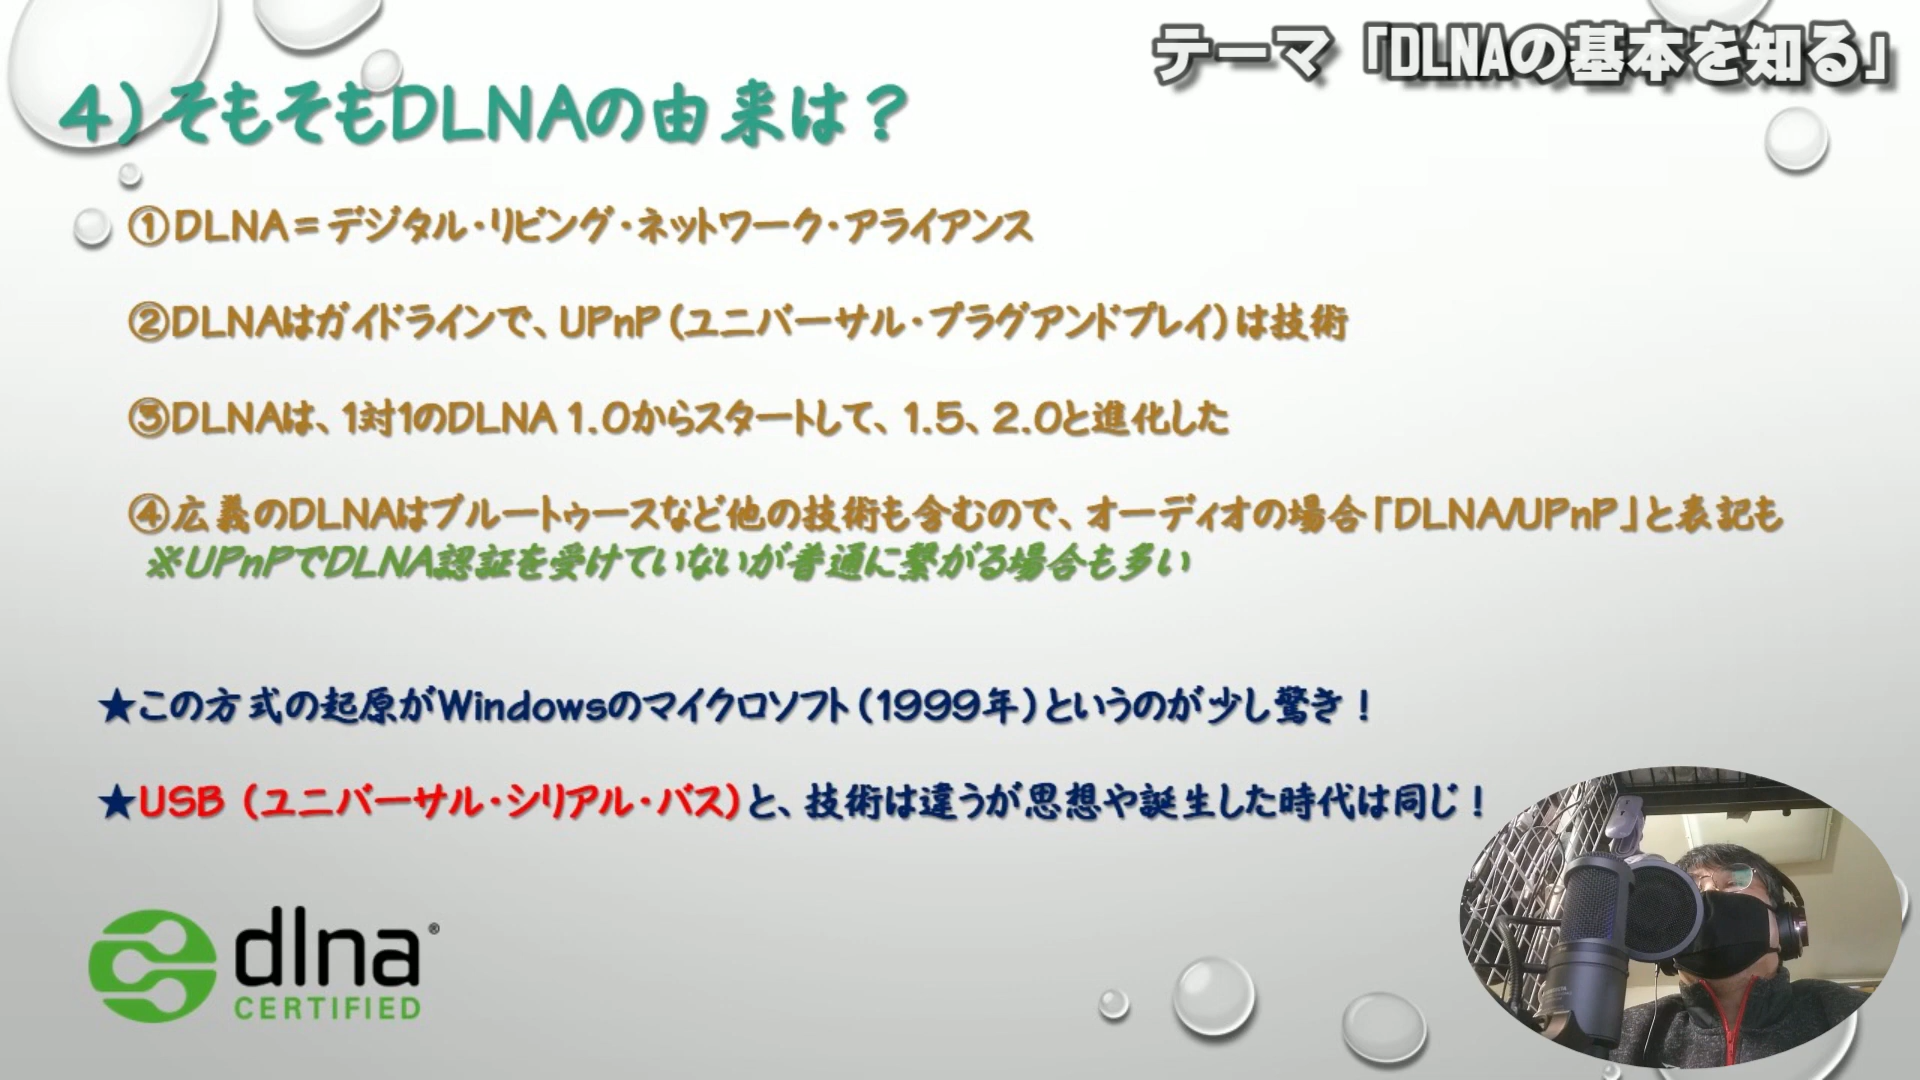 テーマ「DLNAの基本を知る」
4）そもそもDLNAの由来は？
①DLNA＝デジタル・リビング・ネットワーク・アライアンス
②DLNAはガイドラインで、UPnP（ユニバーサル・プラグアンドプレイ）は技術
③DLNAは、1対1のDLNA 1.0からスタートして、1.5、2.0と進化した
④広義のDLNAはブルートゥースなど他の技術も含むので、オーディオの場合「DLNA/UPnP」と表記も
※UPnPでDLNA認証を受けていないが普通に繋がる場合も多い
★この方式の起原がWindowsのマイクロソフト（1999年）というのが少し驚き！
★USB（ユニバーサル・シリアル・バス）と、技術は違うが思想や誕生した時代は同じ！
dlna®
CERTIFIED